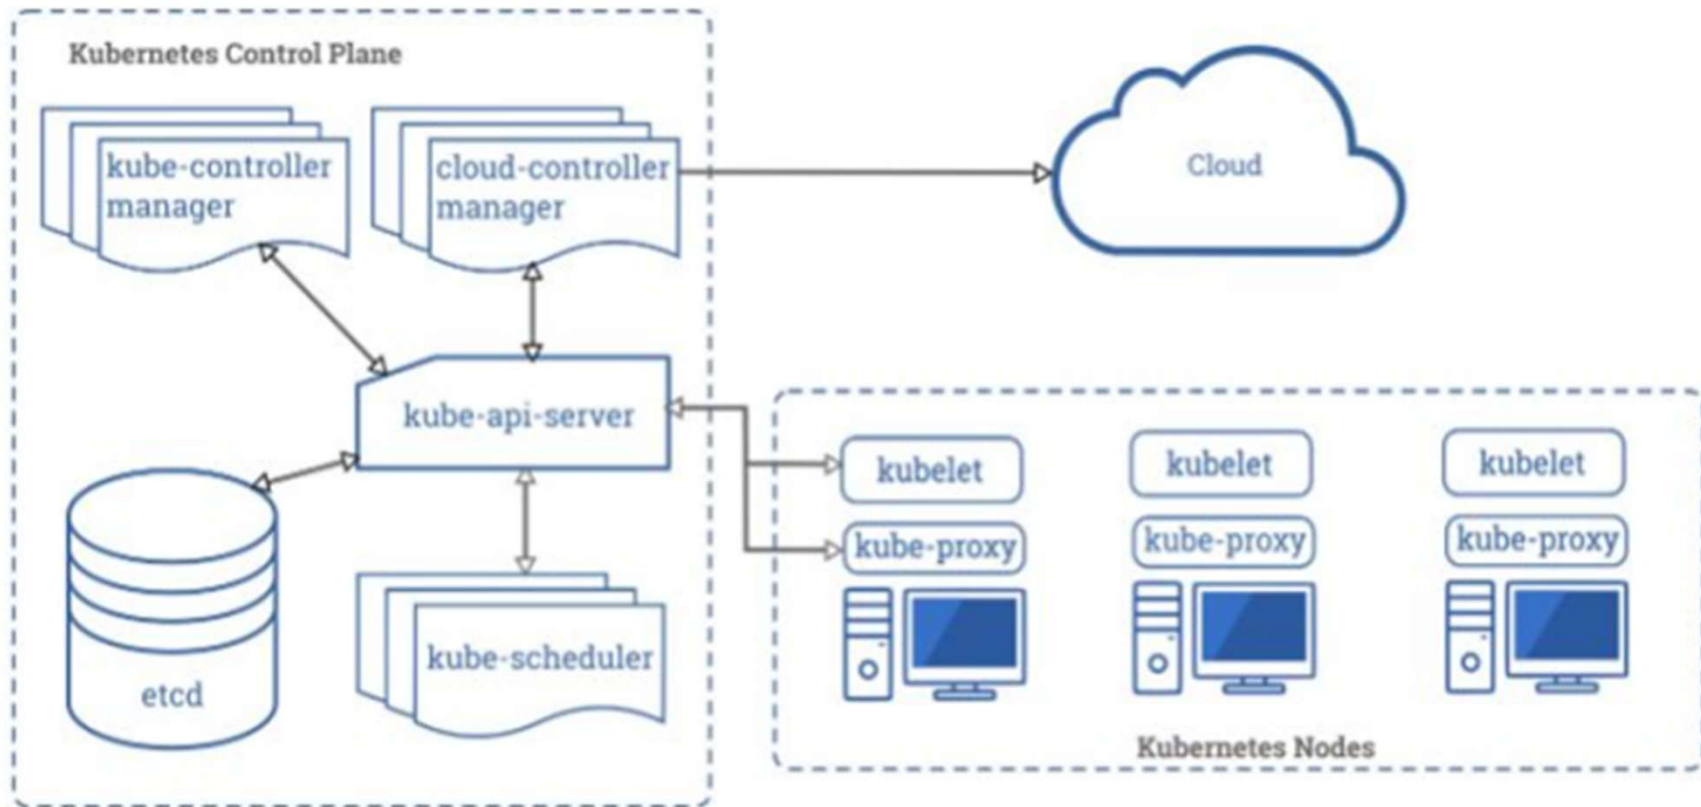 Kubernetes Control Plane
kube-controller
manager
cloud-controller
manager
Cloud
kube-api-server
kubelet
kubelet
kubelet
kube-proxy
kube-proxy
kube-proxy
kube-scheduler
etcd
Kubernetes Nodes